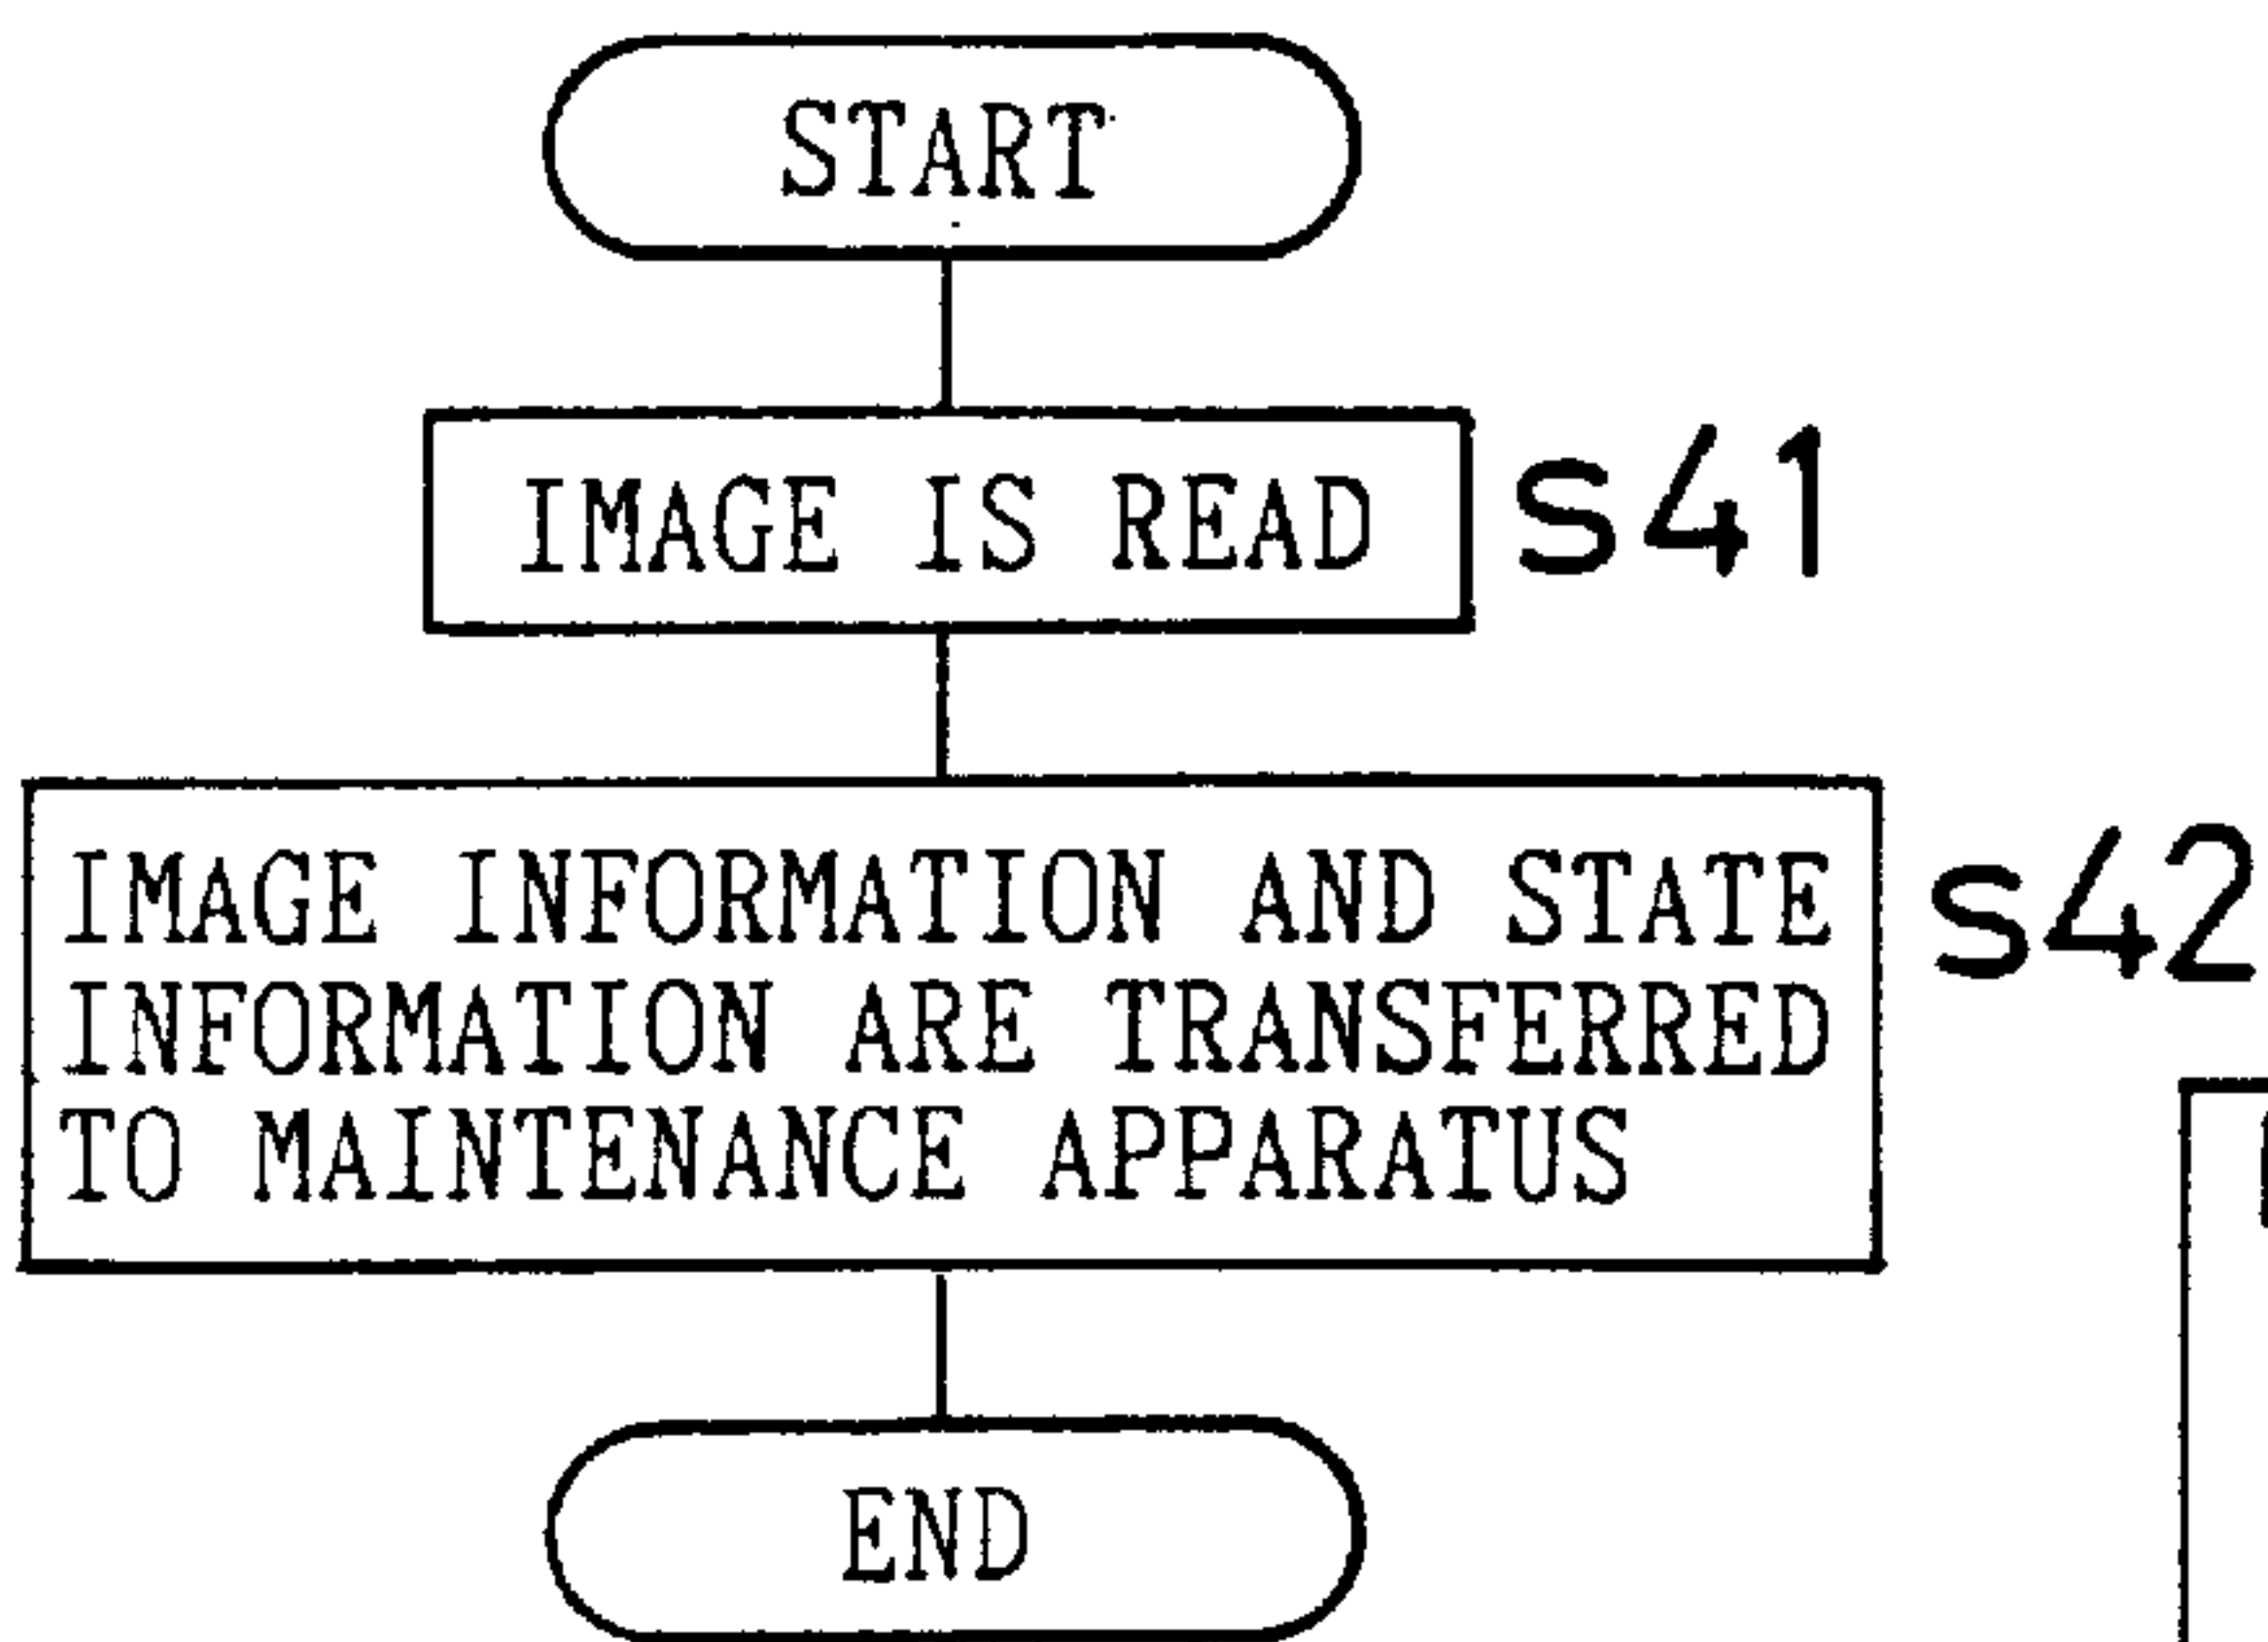 START
IMAGE IS READ
s41
IMAGE INFORMATION AND STATE
INFORMATION ARE TRANSFERRED
TO MAINTENANCE APPARATUS
s42
END